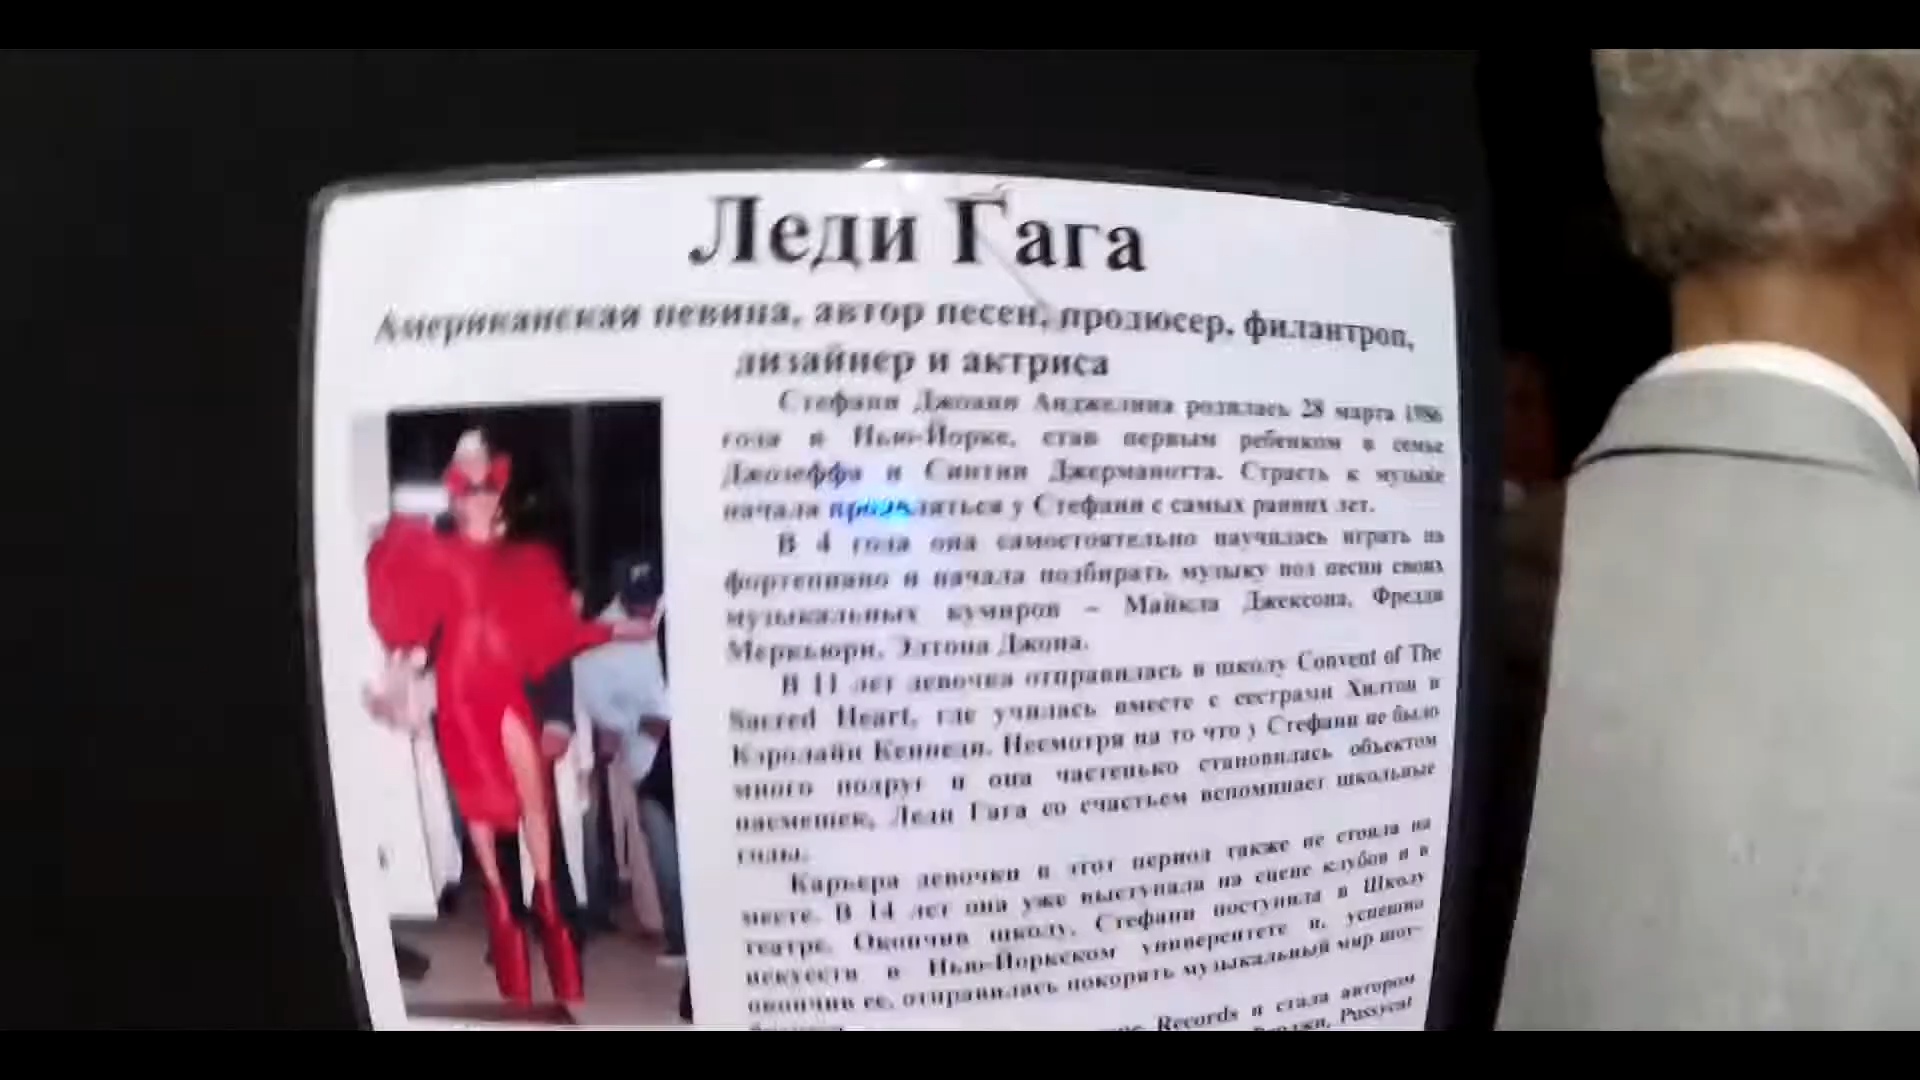 Леди Гага
Американская певица, автор песен, продюсер, филантроп,
дизайнер и актриса
Стефани Джоанн Анджелина родилась 28 марта 1986
года в Нью-Йорке, став первым ребенком в семье
Джозеффа и Синтии Джерманотта. Страсть к музыке
начала проявляться у Стефани с самых ранних лет.
В 4 года она самостоятельно научилась играть на
фортепиано и начала подбирать музыку под песни своих
музыкальных кумиров – Майкла Джексона, Фредди
Меркьюри, Элтона Джона.
В 11 лет девочка отправилась в школу Convent of The
Sacred Heart, где училась вместе с сестрами Хилтон и
Кэролайн Кеннеди. Несмотря на то что у Стефани не было
много подруг и она частенько становилась объектом
насмешек, Леди Гага со счастьем вспоминает школьные
годы.
Карьера девочки в этот период также не стояла на
месте. В 14 лет она уже выступала на сцене клубов и в
театре. Окончив школу, Стефани поступила в Школу
искусств в Нью-Йоркском университете и, успешно
окончив ее, отправилась покорять музыкальный мир шоу-
Records и стала автором
Pussycat